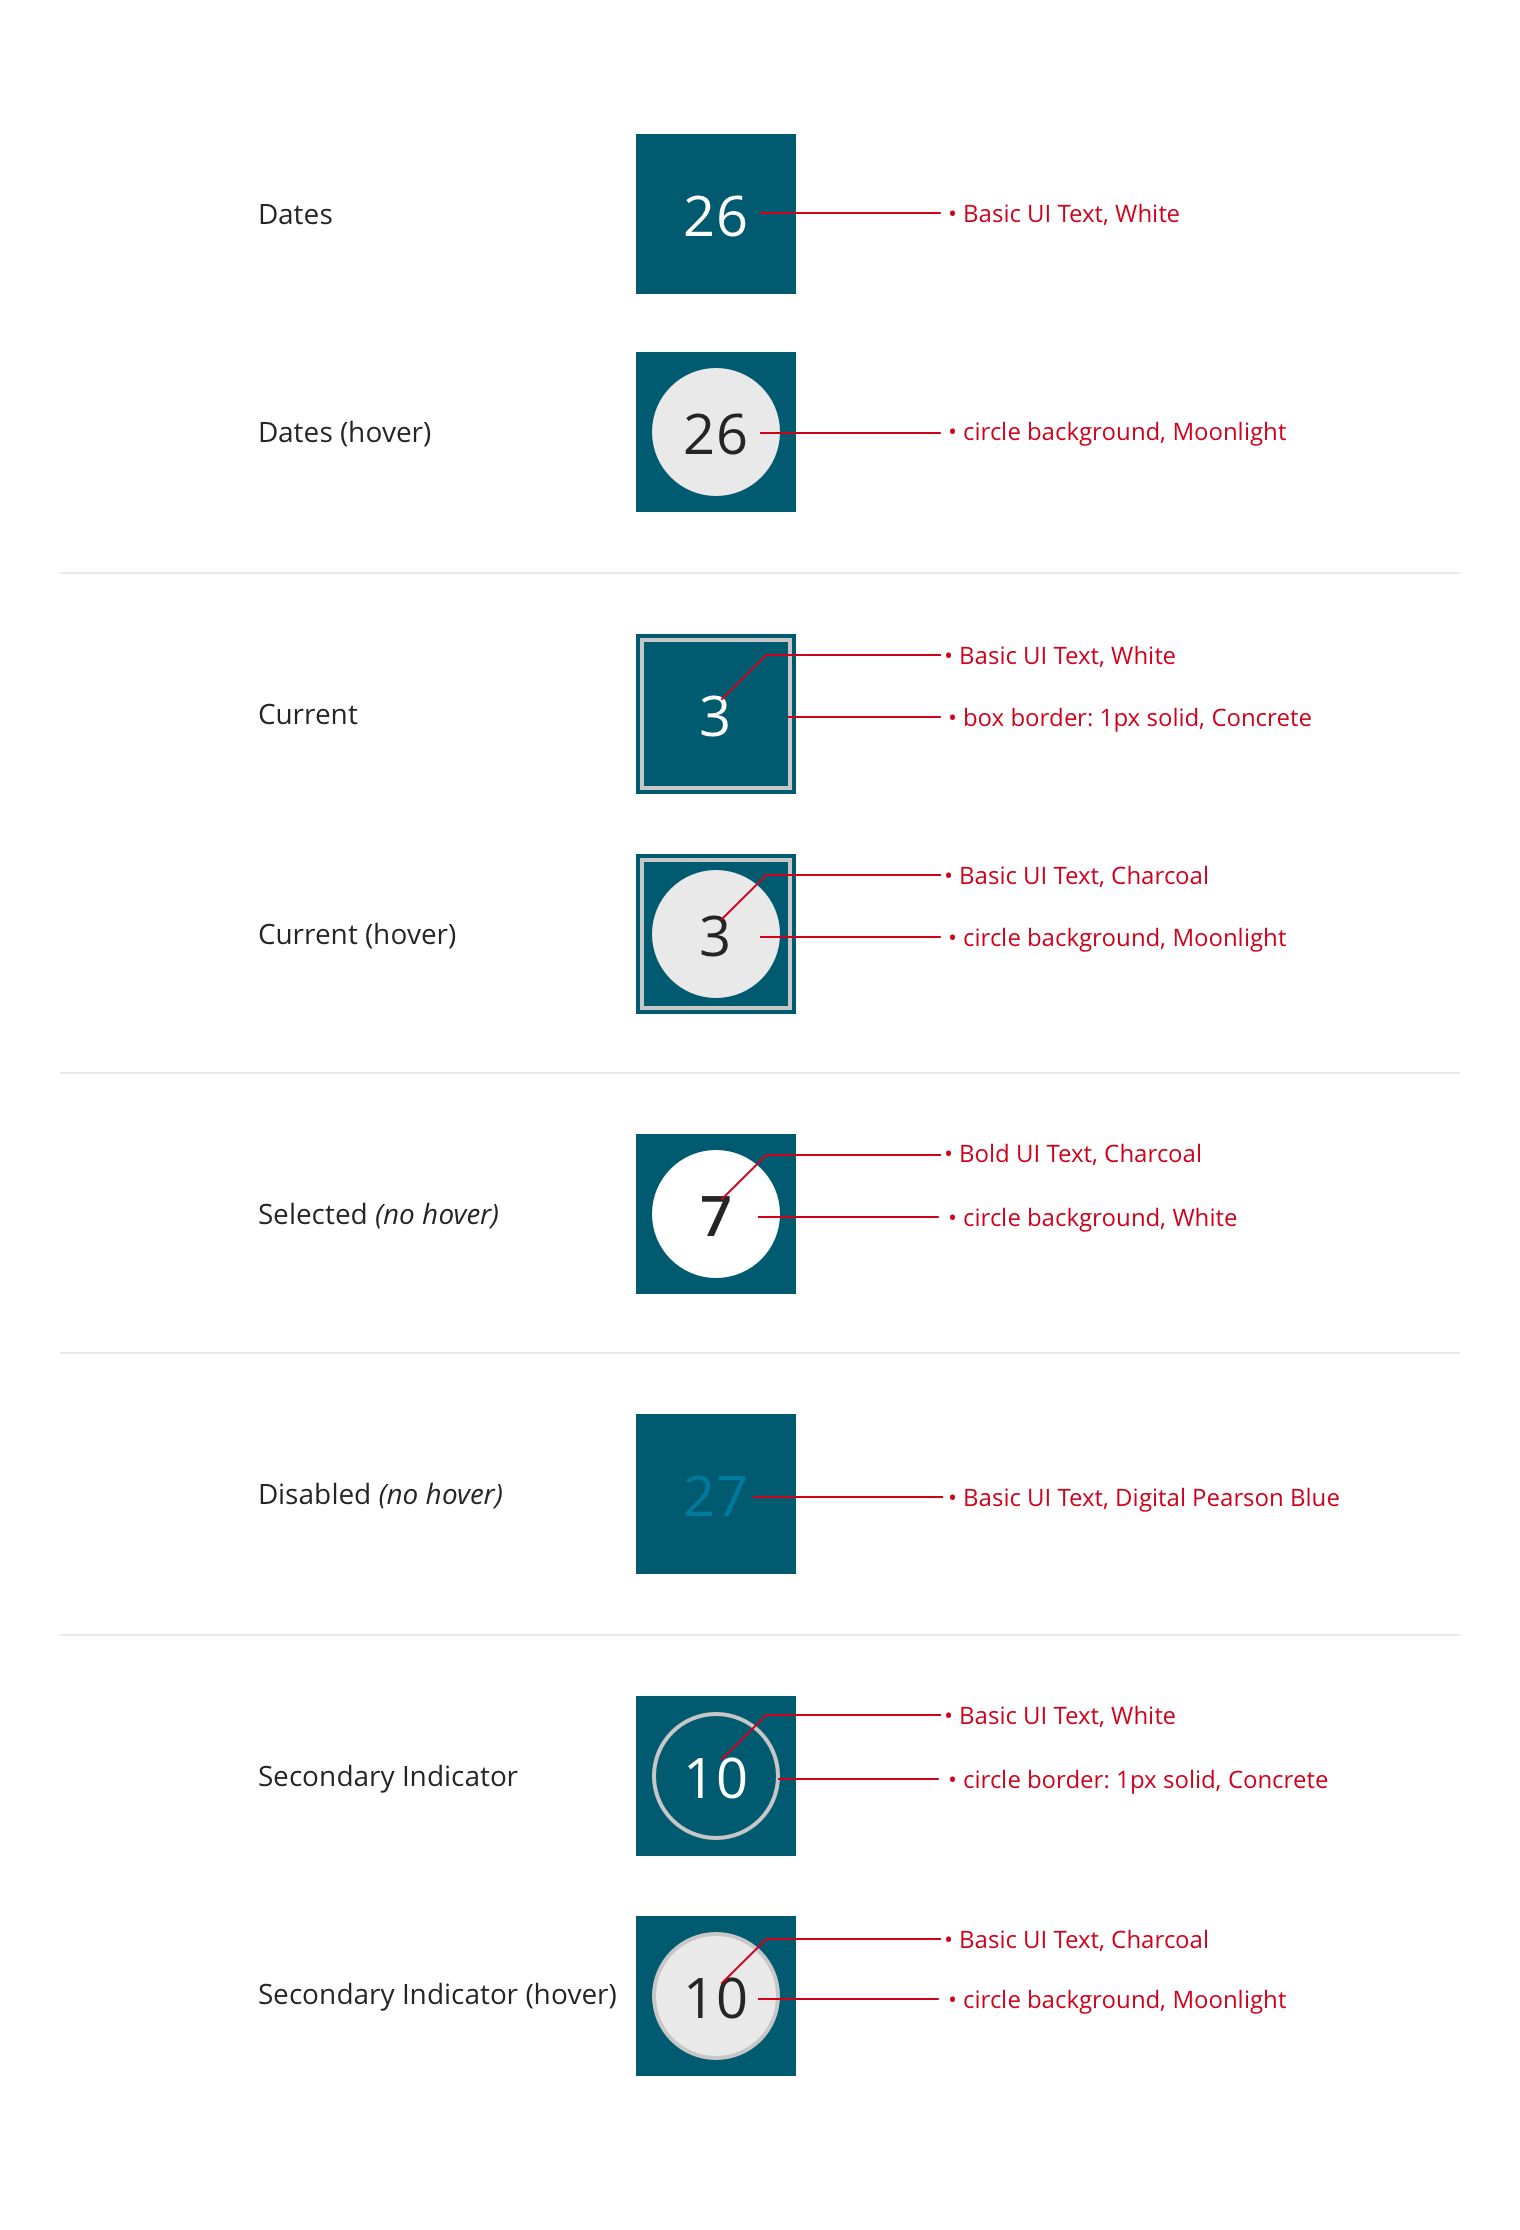 Dates
26
• Basic UI Text, White
Dates (hover)
26
• circle background, Moonlight
Current
3
• Basic UI Text, White
• box border: 1px solid, Concrete
Current (hover)
3
• Basic UI Text, Charcoal
• circle background, Moonlight
Selected (no hover)
7
• Bold UI Text, Charcoal
• circle background, White
Disabled (no hover)
27
• Basic UI Text, Digital Pearson Blue
Secondary Indicator
10
• Basic UI Text, White
• circle border: 1px solid, Concrete
Secondary Indicator (hover)
10
• Basic UI Text, Charcoal
• circle background, Moonlight